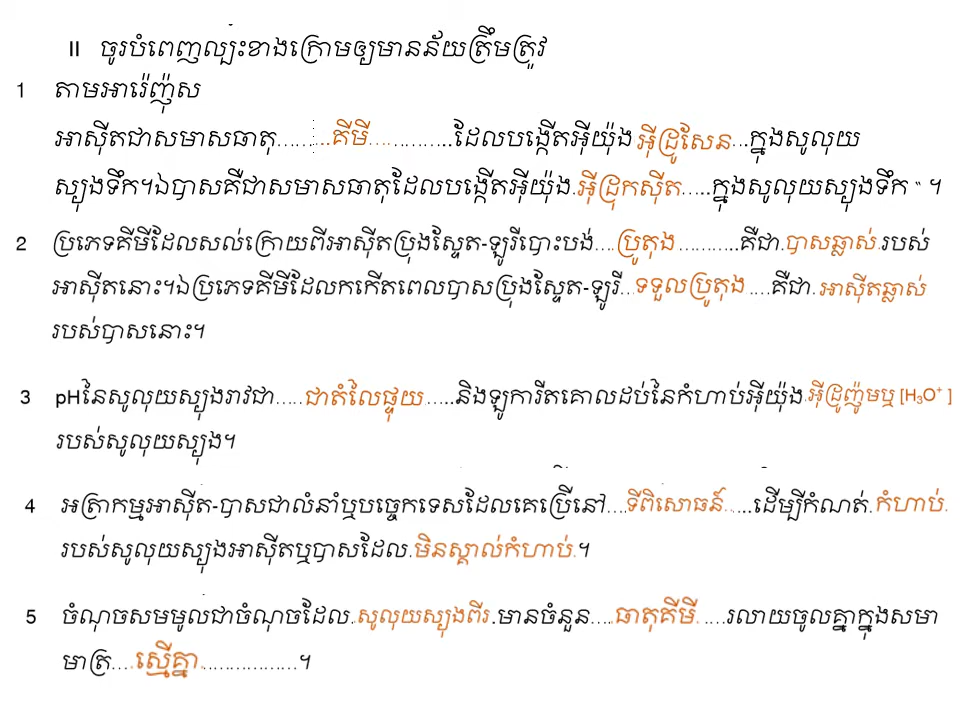 II ចូរបំពេញល្បះខាងក្រោមឲ្យមានន័យត្រឹមត្រូវ
1 តាមអារ៉េញ៉ុស
អាស៊ីតជាសមាសធាតុ.........គីមី...............ដែលបង្កើតអ៊ីយ៉ុង អ៊ីដ្រូសែន...ក្នុងសូលុយ
ស្យុងទឹក។ឯបាសគឺជាសមាសធាតុដែលបង្កើតអ៊ីយ៉ុង.អ៊ីដ្រុកស៊ីត......ក្នុងសូលុយស្យុងទឹក " ។
2 ប្រភេទគីមីដែលសល់ក្រោយពីអាស៊ីតប្រុងស្តែត-ឡូរីបោះបង់....ប្រូតុង ............គឺជា.បាសឆ្លាស់.របស់
អាស៊ីតនោះ។ឯប្រភេទគីមីដែលកកើតពេលបាសប្រុងស្តែត-ឡូរី...ទទួលប្រូតុង ....គឺជា.អាស៊ីតឆ្លាស់
របស់បាសនោះ។
3 pHនៃសូលុយស្យុងរាវជា.....ជាតំលៃផ្ទុយ.....និងឡូការីតគោលដប់នៃកំហាប់អ៊ីយ៉ុង.អ៊ីដ្រូញ៉ូមឬ [H₃O⁺ ]
របស់សូលុយស្យុង។
4 អត្រាកម្មអាស៊ីត-បាសជាលំនាំឬបច្ចេកទេសដែលគេប្រើនៅ....ទីពិសោធន៍.....ដើម្បីកំណត់.កំហាប់.
របស់សូលុយស្យុងអាស៊ីតឬបាសដែល.មិនស្គាល់កំហាប់.។
5 ចំណុចសមមូលជាចំណុចដែល.សូលុយស្យុងពីរ.មានចំនួន....ធាតុគីមី.....រលាយចូលគ្នាក្នុងសមា
មាត្រ....ស្មើគ្នា..................។